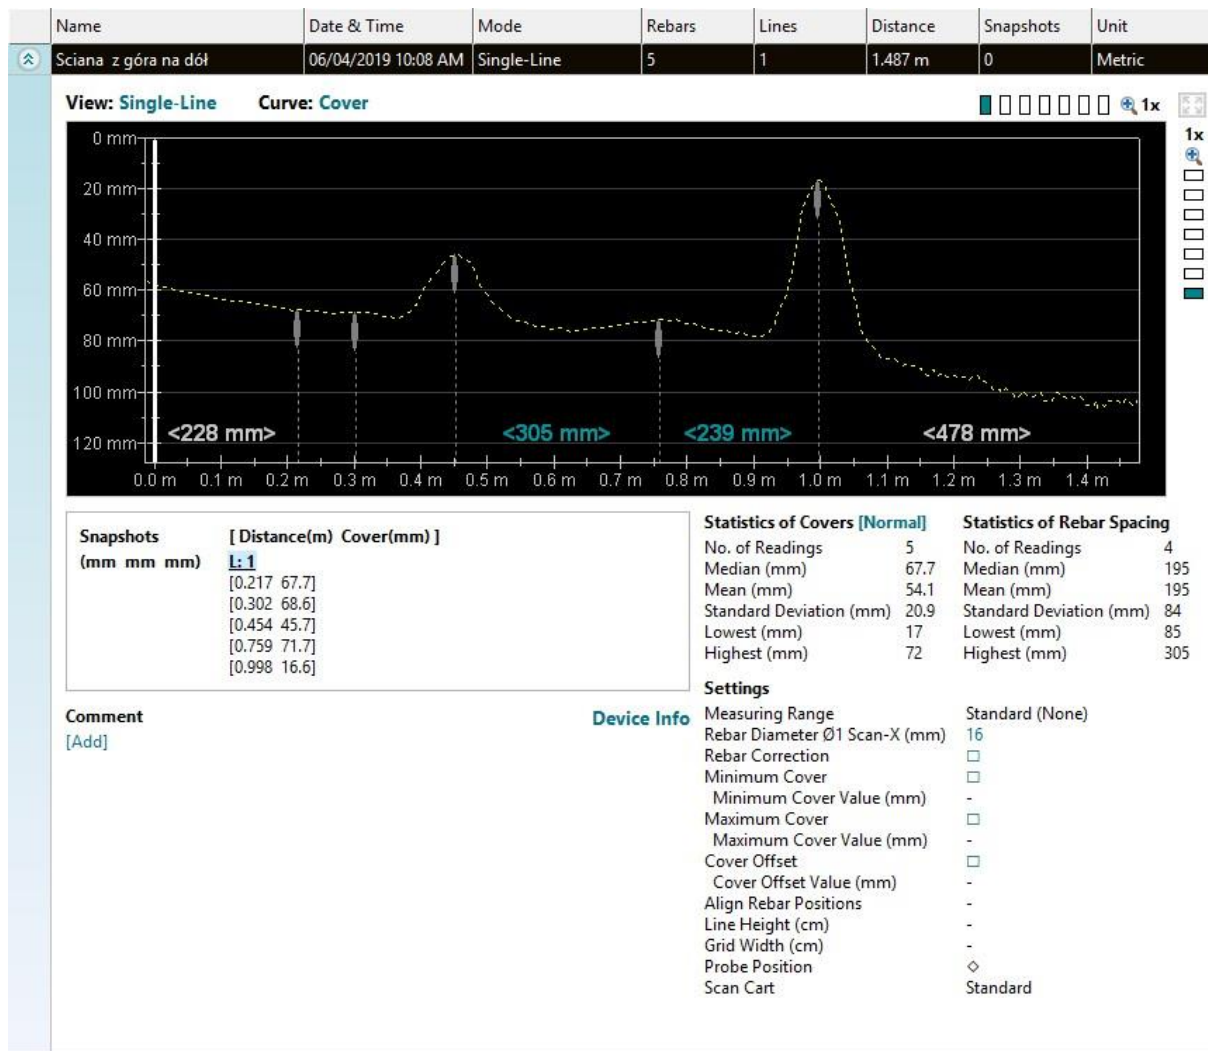 Name Date & Time Mode Rebars Lines Distance Snapshots Unit
Sciana z góra na dół 06/04/2019 10:08 AM Single-Line 5 1 1.487 m 0 Metric
View: Single-Line Curve: Cover 1x
1x
0 mm
20 mm
40 mm
60 mm
80 mm
100 mm
120 mm
<228 mm> <305 mm> <239 mm> <478 mm>
0.0 m 0.1 m 0.2 m 0.3 m 0.4 m 0.5 m 0.6 m 0.7 m 0.8 m 0.9 m 1.0 m 1.1 m 1.2 m 1.3 m 1.4 m
Snapshots [ Distance(m) Cover(mm) ]
(mm mm mm) L: 1
[0.217 67.7]
[0.302 68.6]
[0.454 45.7]
[0.759 71.7]
[0.998 16.6]
Comment Device Info
[Add]
Statistics of Covers [Normal] Statistics of Rebar Spacing
No. of Readings 5 No. of Readings 4
Median (mm) 67.7 Median (mm) 195
Mean (mm) 54.1 Mean (mm) 195
Standard Deviation (mm) 20.9 Standard Deviation (mm) 84
Lowest (mm) 17 Lowest (mm) 85
Highest (mm) 72 Highest (mm) 305
Settings
Measuring Range Standard (None)
Rebar Diameter Ø1 Scan-X (mm) 16
Rebar Correction
Minimum Cover
Minimum Cover Value (mm) -
Maximum Cover
Maximum Cover Value (mm) -
Cover Offset
Cover Offset Value (mm) -
Align Rebar Positions -
Line Height (cm) -
Grid Width (cm) -
Probe Position
Scan Cart Standard